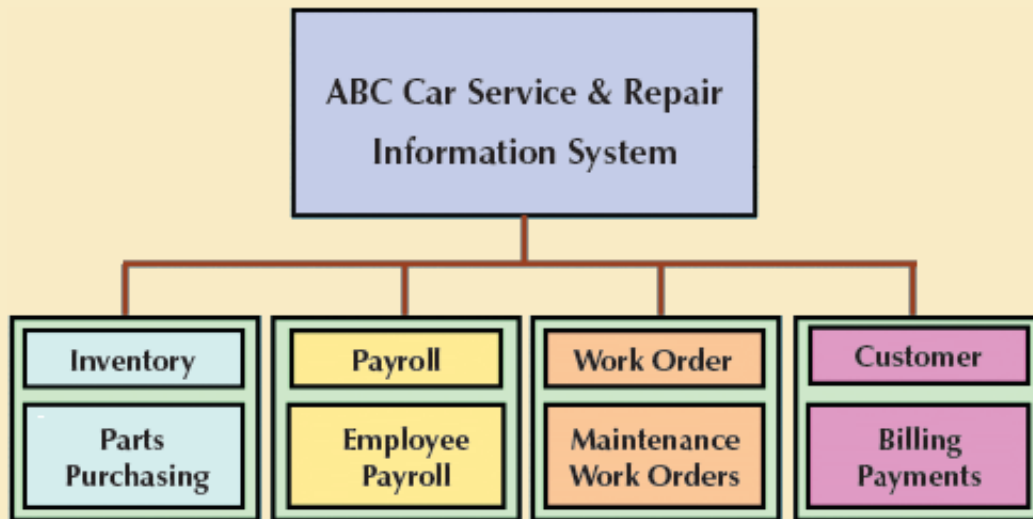 ABC Car Service & Repair
Information System
Inventory
Payroll
Work Order
Customer
Parts
Purchasing
Employee
Payroll
Maintenance
Work Orders
Billing
Payments